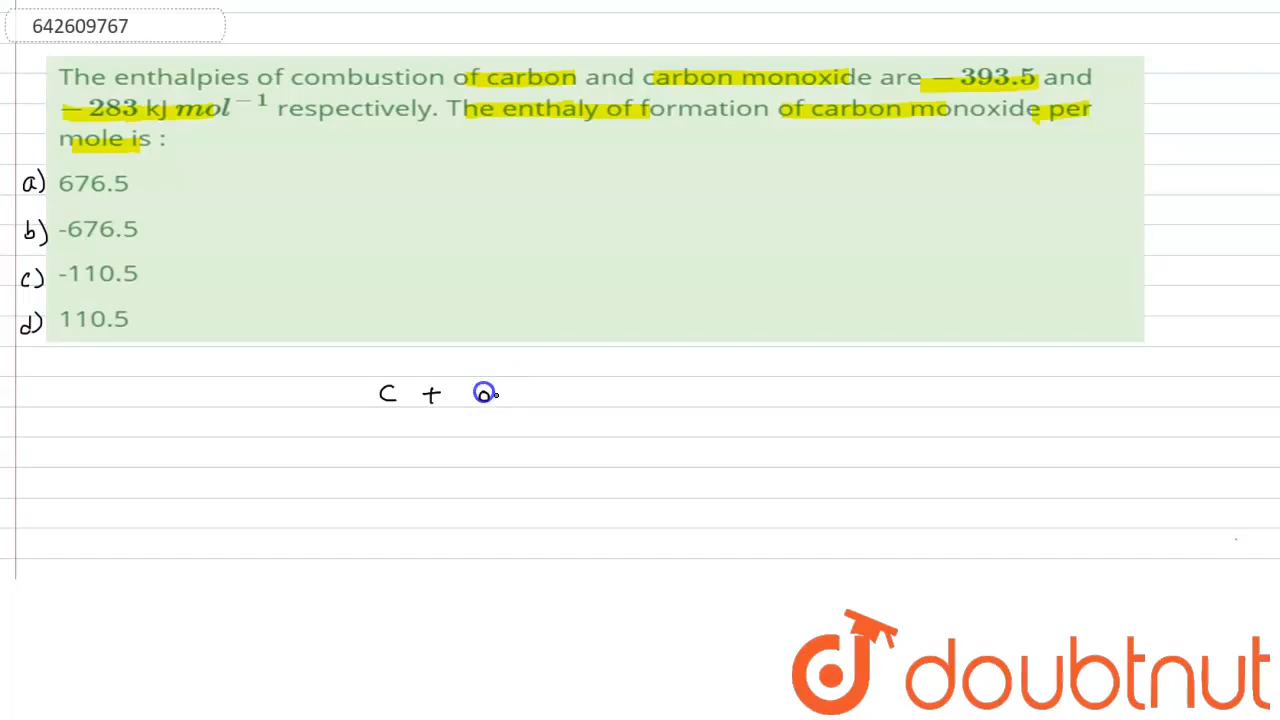 642609767
The enthalpies of combustion of carbon and carbon monoxide are −393.5 and
−283 kJ mol⁻¹ respectively. The enthaly of formation of carbon monoxide per
mole is :
a) 676.5
b) -676.5
c) -110.5
d) 110.5
C + O
doubtnut